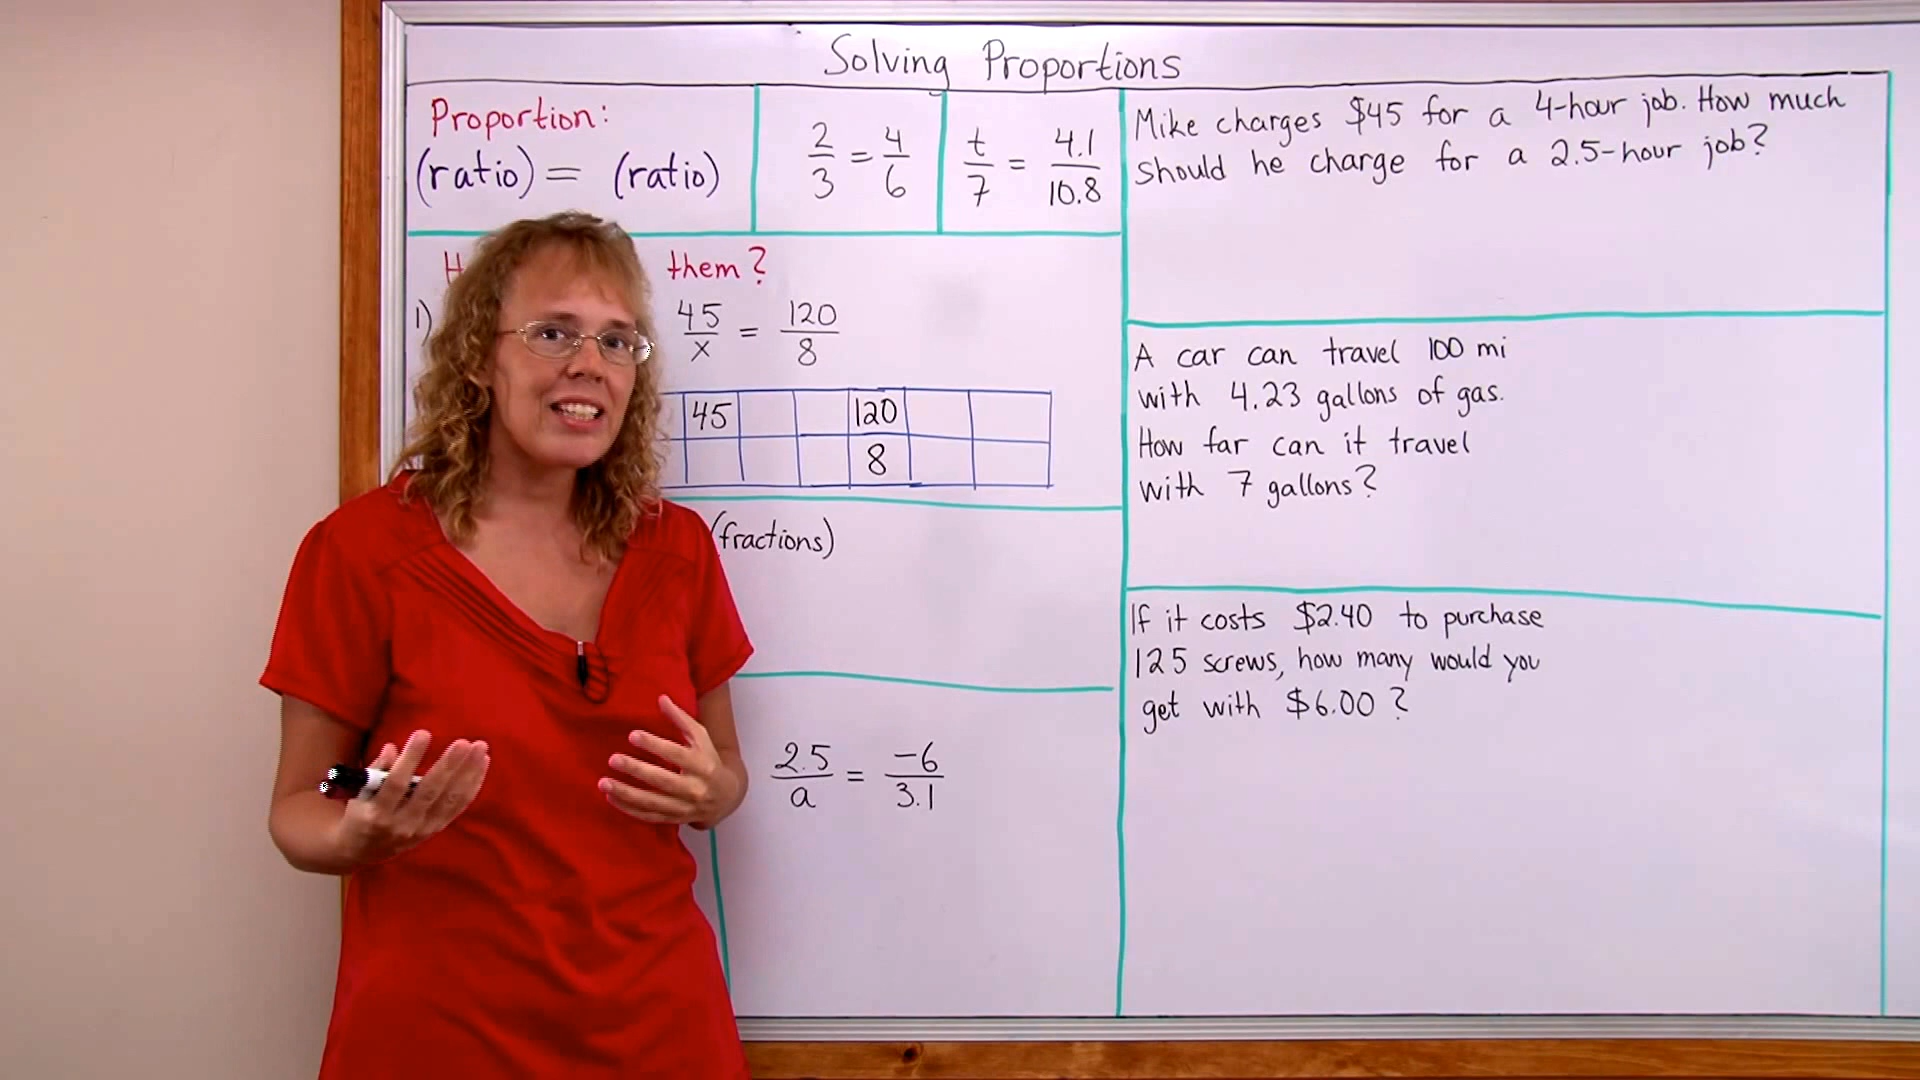 Solving Proportions
Proportion:
(ratio) = (ratio)
2/3 = 4/6
t/7 = 4.1/10.8
them?
1)
45/x = 120/8
45 120
8
(fractions)
2.5/a = -6/3.1
Mike charges $45 for a 4-hour job. How much
should he charge for a 2.5-hour job?
A car can travel 100 mi
with 4.23 gallons of gas.
How far can it travel
with 7 gallons?
If it costs $2.40 to purchase
125 screws, how many would you
get with $6.00?